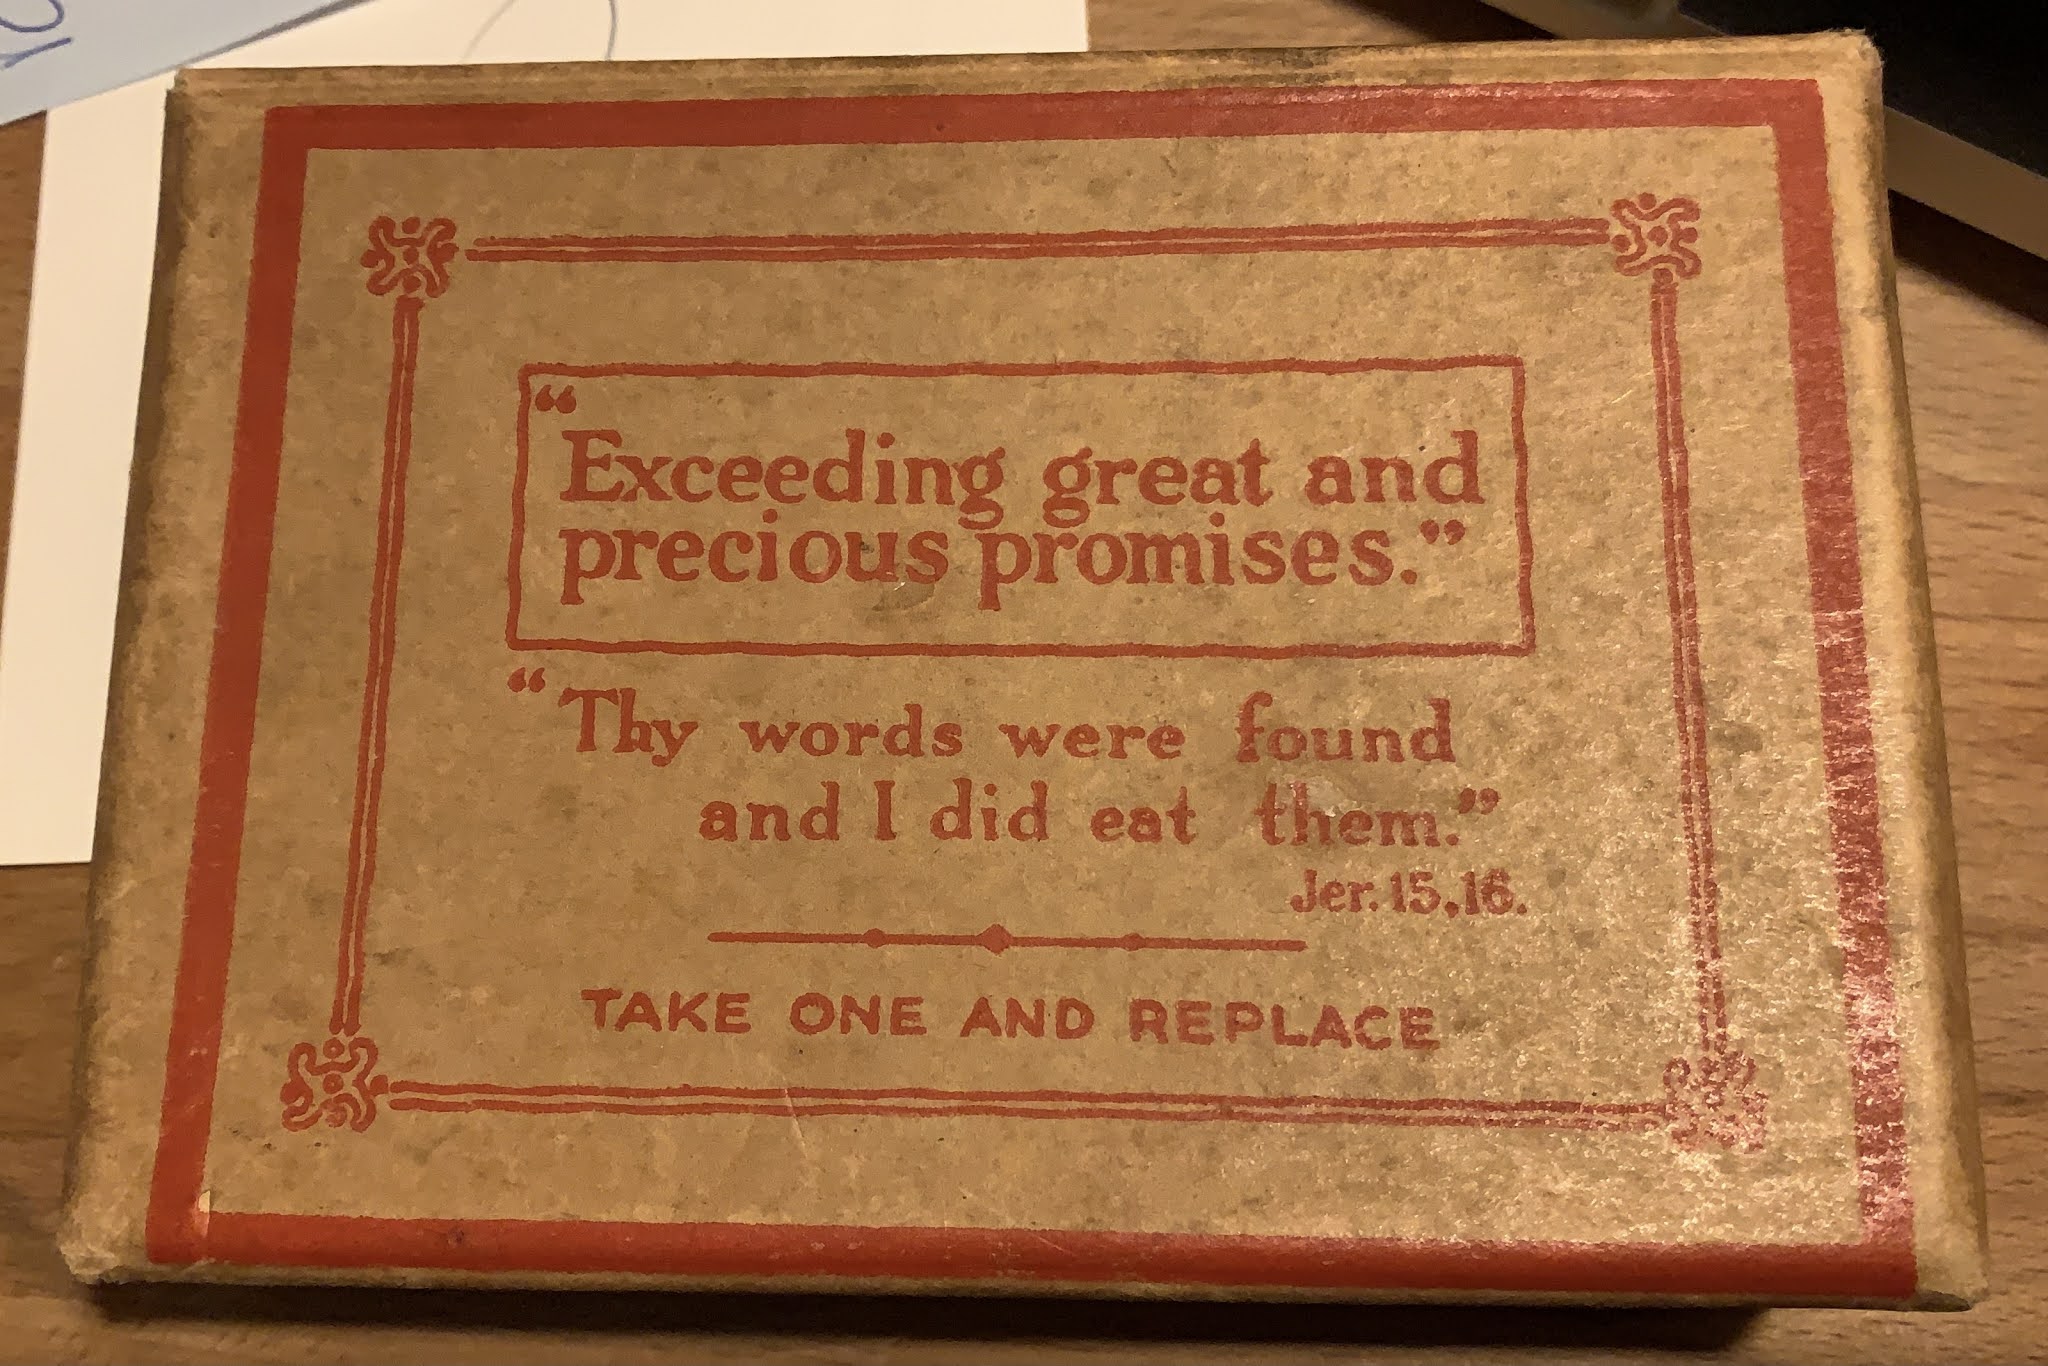 “Exceeding great and
precious promises.”
“Thy words were found
and I did eat them.”
Jer. 15,16.
TAKE ONE AND REPLACE